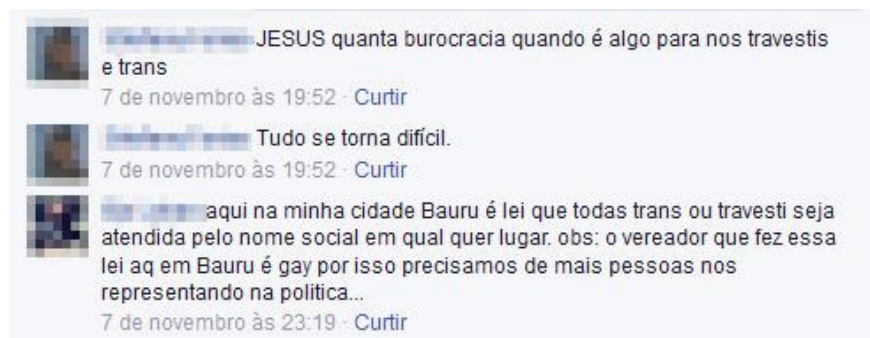 JESUS quanta burocracia quando é algo para nos travestis
e trans
7 de novembro às 19:52 · Curtir
Tudo se torna difícil.
7 de novembro às 19:52 · Curtir
aqui na minha cidade Bauru é lei que todas trans ou travesti seja
atendida pelo nome social em qual quer lugar. obs: o vereador que fez essa
lei aq em Bauru é gay por isso precisamos de mais pessoas nos
representando na politica...
7 de novembro às 23:19 · Curtir